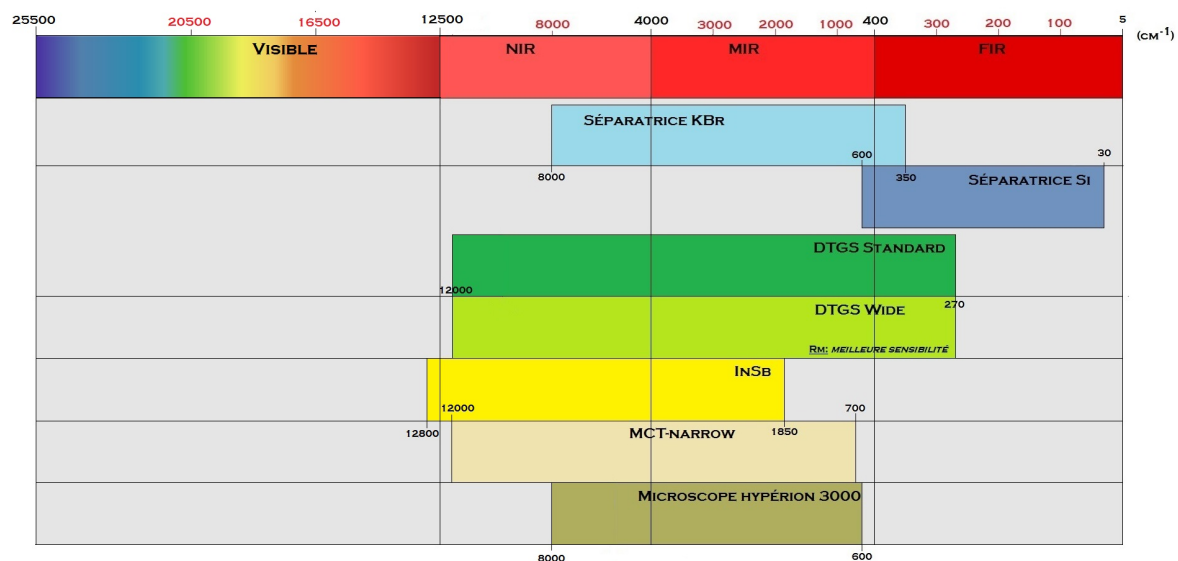 25500 20500 16500 12500 8000 4000 3000 2000 1000 400 300 200 100 5
VISIBLE NIR MIR FIR (CM-1)
SÉPARATRICE KBR
600 30
8000 350 SÉPARATRICE SI
DTGS STANDARD
12000 270
DTGS WIDE
RM: MEILLEURE SENSIBILITÉ
INSB
12000 700
12800 MCT-NARROW 1850
MICROSCOPE HYPÉRION 3000
8000 600